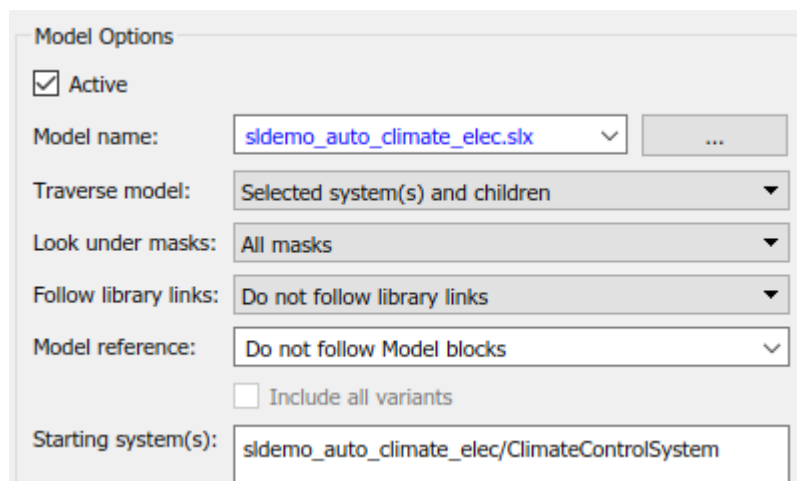 Model Options
Active
Model name: sldemo_auto_climate_elec.slx ...
Traverse model: Selected system(s) and children
Look under masks: All masks
Follow library links: Do not follow library links
Model reference: Do not follow Model blocks
Include all variants
Starting system(s): sldemo_auto_climate_elec/ClimateControlSystem